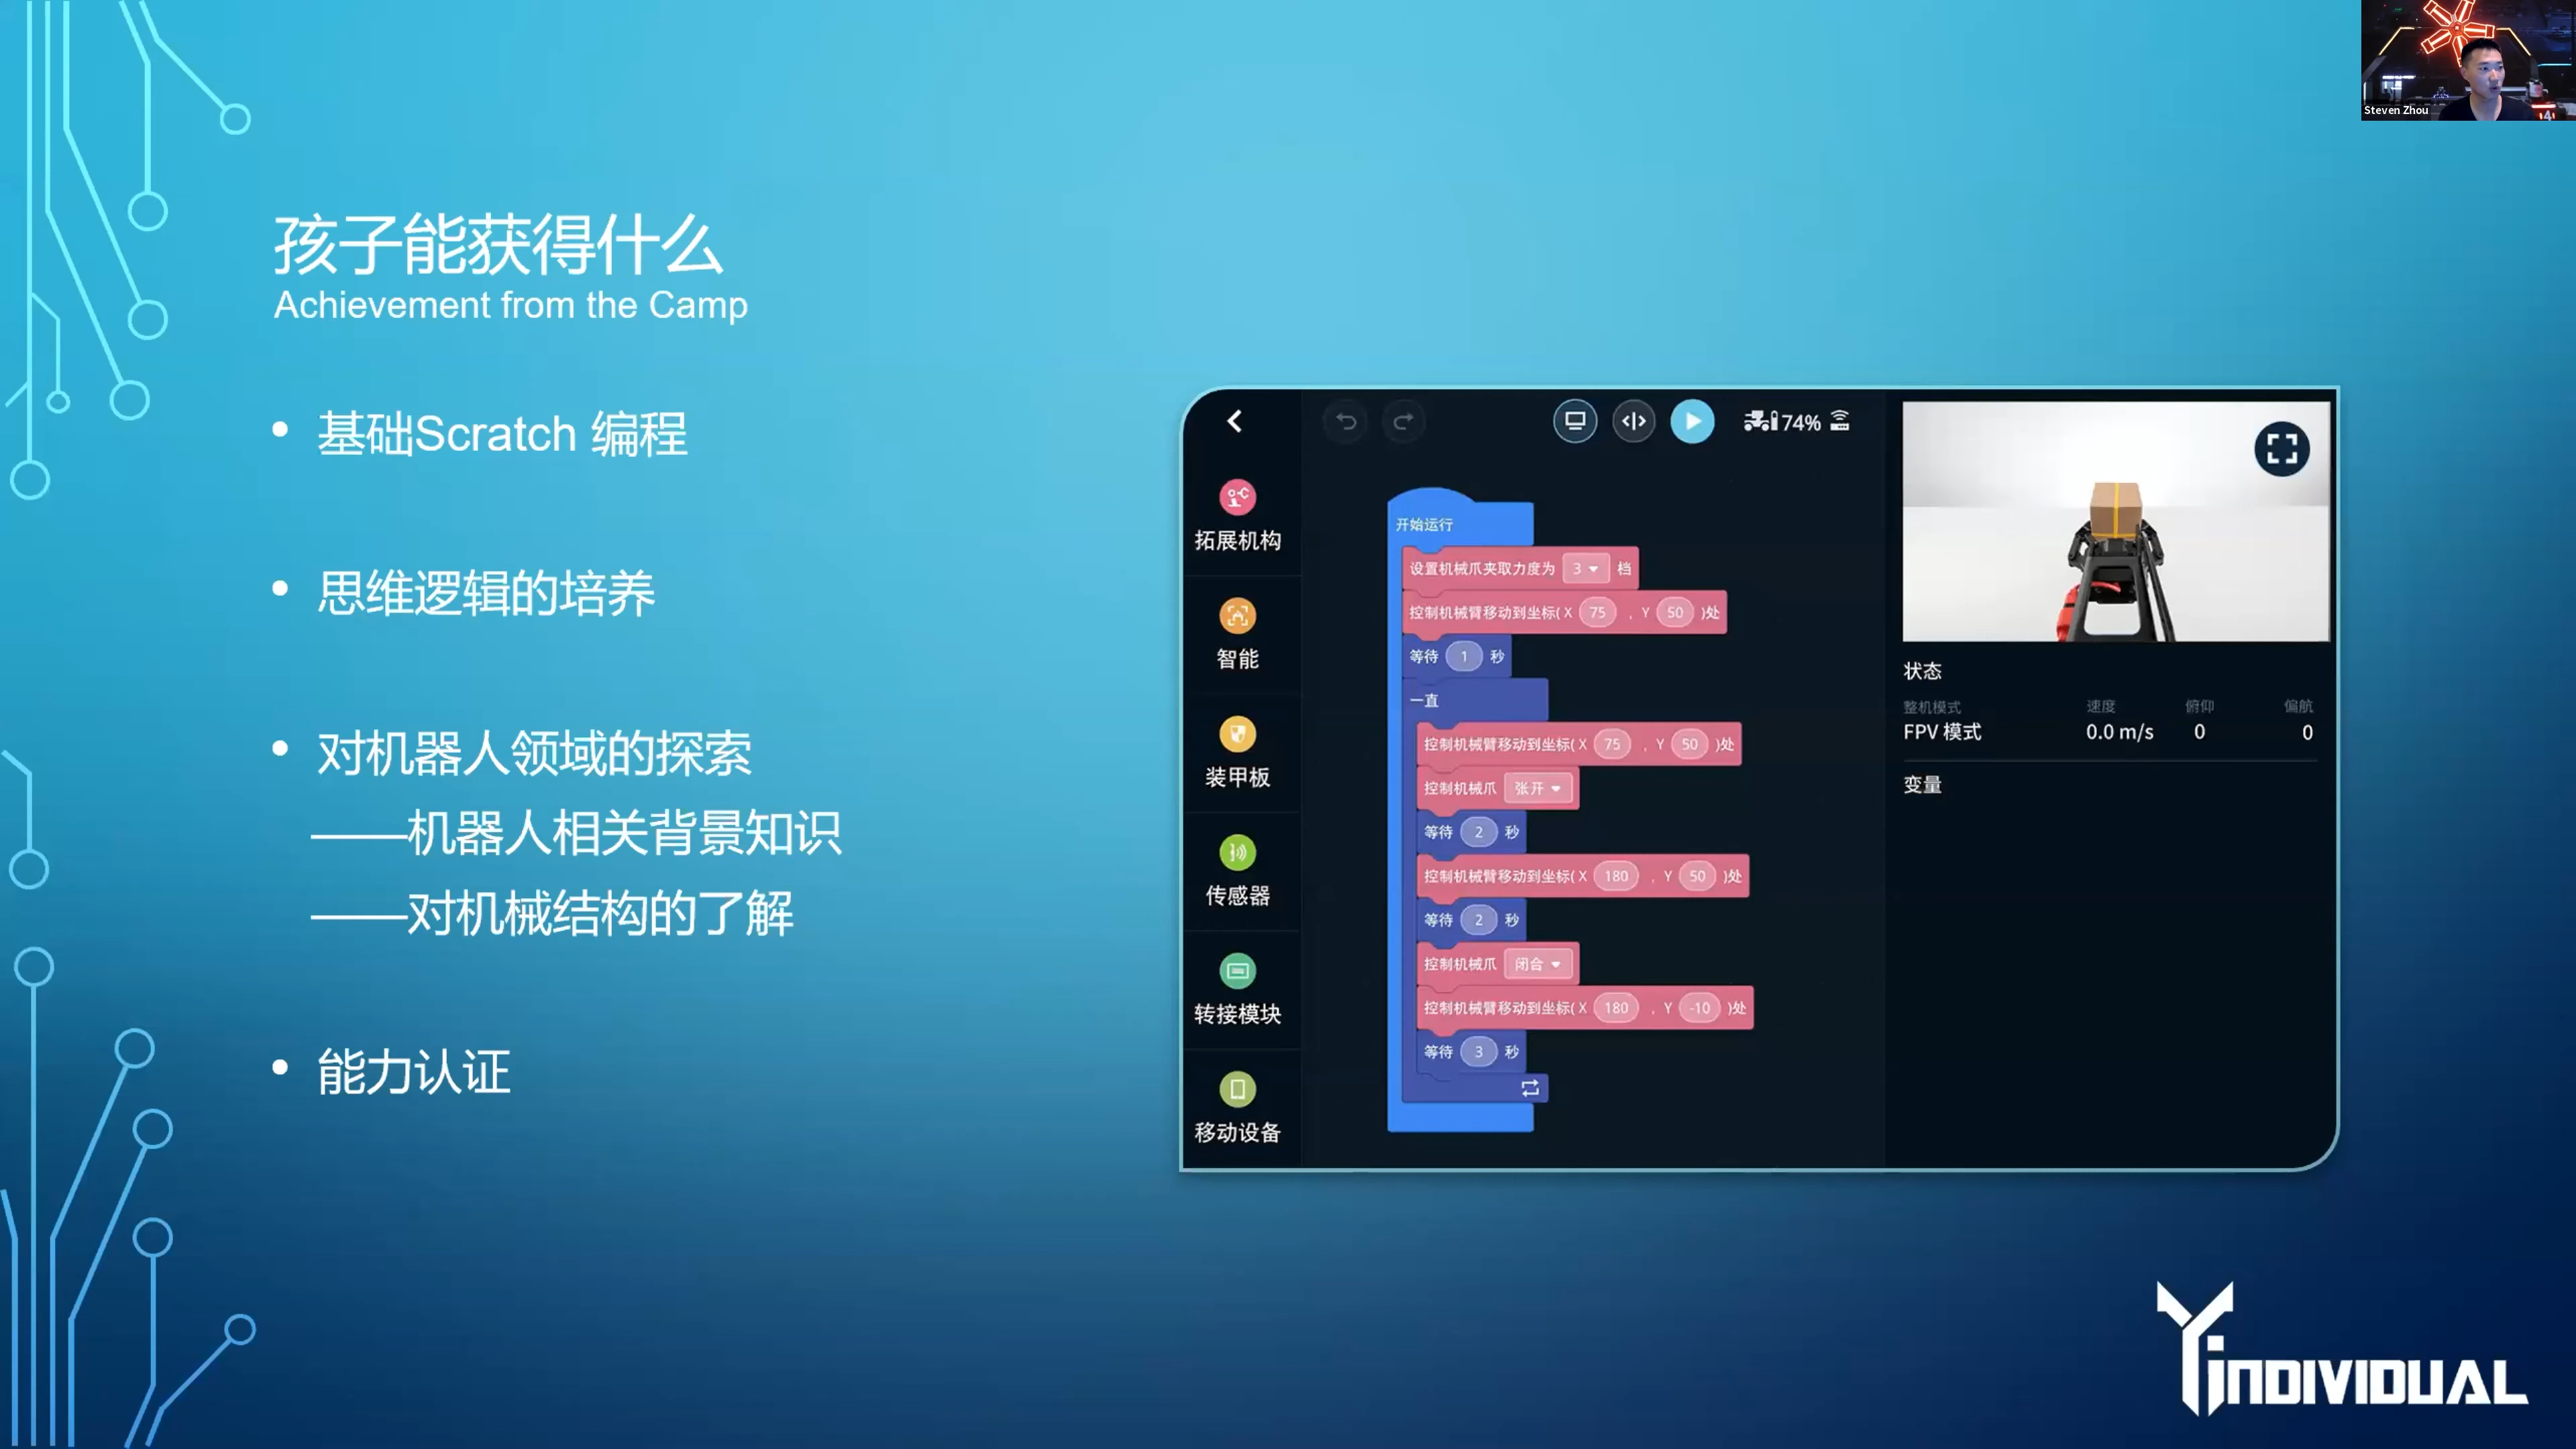 Steven Zhou
孩子能获得什么
Achievement from the Camp
• 基础Scratch 编程
• 思维逻辑的培养
• 对机器人领域的探索
——机器人相关背景知识
——对机械结构的了解
• 能力认证
74%
拓展机构
智能
装甲板
传感器
转接模块
移动设备
开始运行
设置机械爪夹取力度为 3 档
控制机械臂移动到坐标( X 75 , Y 50 )处
等待 1 秒
一直
控制机械臂移动到坐标( X 75 , Y 50 )处
控制机械爪 张开
等待 2 秒
控制机械臂移动到坐标( X 180 , Y 50 )处
等待 2 秒
控制机械爪 闭合
控制机械臂移动到坐标( X 180 , Y -10 )处
等待 3 秒
状态
整机模式 速度 俯仰 偏航
FPV 模式 0.0 m/s 0 0
变量
Yindividual